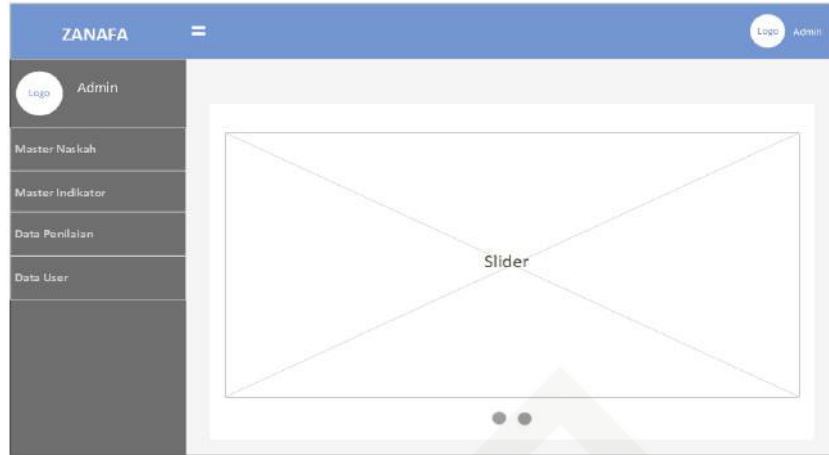 ZANAFA
Logo
Admin
Logo
Admin
Master Naskah
Master Indikator
Data Penilaian
Data User
Slider